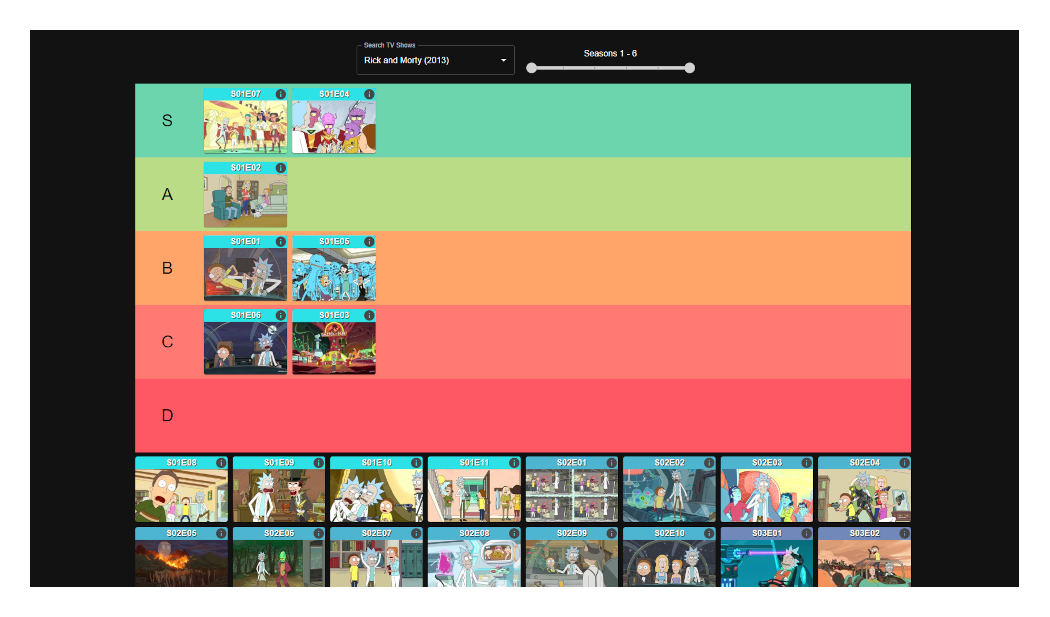 Search TV Shows
Rick and Morty (2013)
Seasons 1 - 6
S
S01E07
S01E04
A
S01E02
B
S01E01
S01E05
C
S01E06
S01E03
D
S01E08
S01E09
S01E10
S01E11
S02E01
S02E02
S02E03
S02E04
S02E05
S02E06
S02E07
S02E08
S02E09
S02E10
S03E01
S03E02